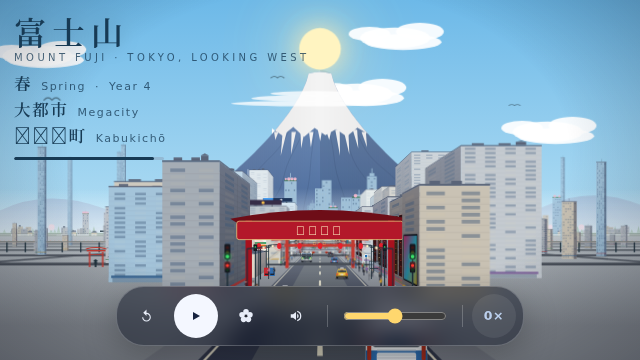 富士山
MOUNT FUJI · TOKYO, LOOKING WEST
春 Spring · Year 4
大都市 Megacity
町 Kabukichō
0×